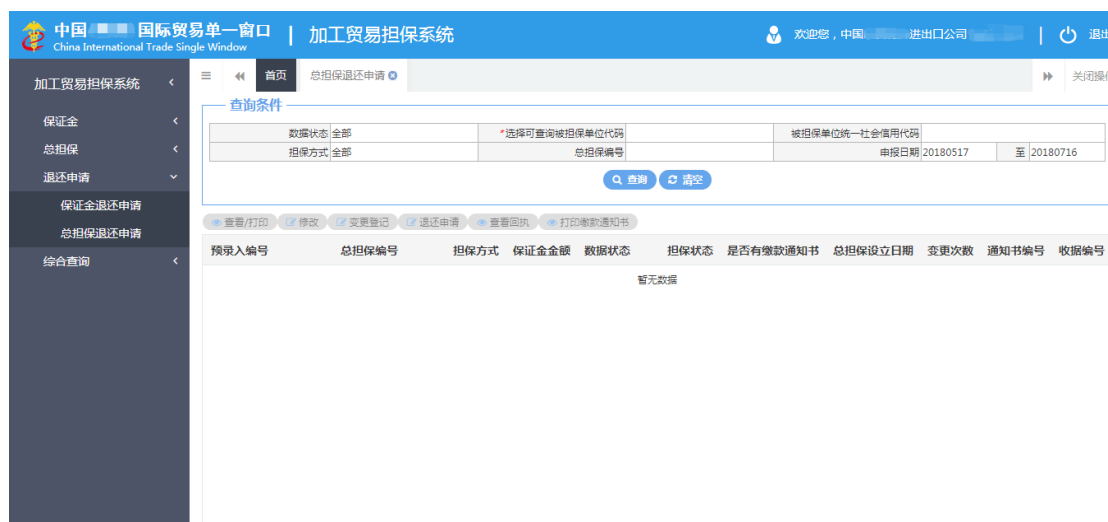 中国 国际贸易单一窗口 | 加工贸易担保系统
China International Trade Single Window
欢迎您，中国 进出口公司
退出
加工贸易担保系统
首页
总担保退还申请
关闭操
保证金
总担保
退还申请
保证金退还申请
总担保退还申请
综合查询
查询条件
数据状态 全部 *选择可查询被担保单位代码 被担保单位统一社会信用代码
担保方式 全部 总担保编号 申报日期 20180517 至 20180716
查询 清空
查看/打印 修改 变更登记 退还申请 查看回执 打印缴款通知书
预录入编号 总担保编号 担保方式 保证金金额 数据状态 担保状态 是否有缴款通知书 总担保设立日期 变更次数 通知书编号 收据编号
暂无数据